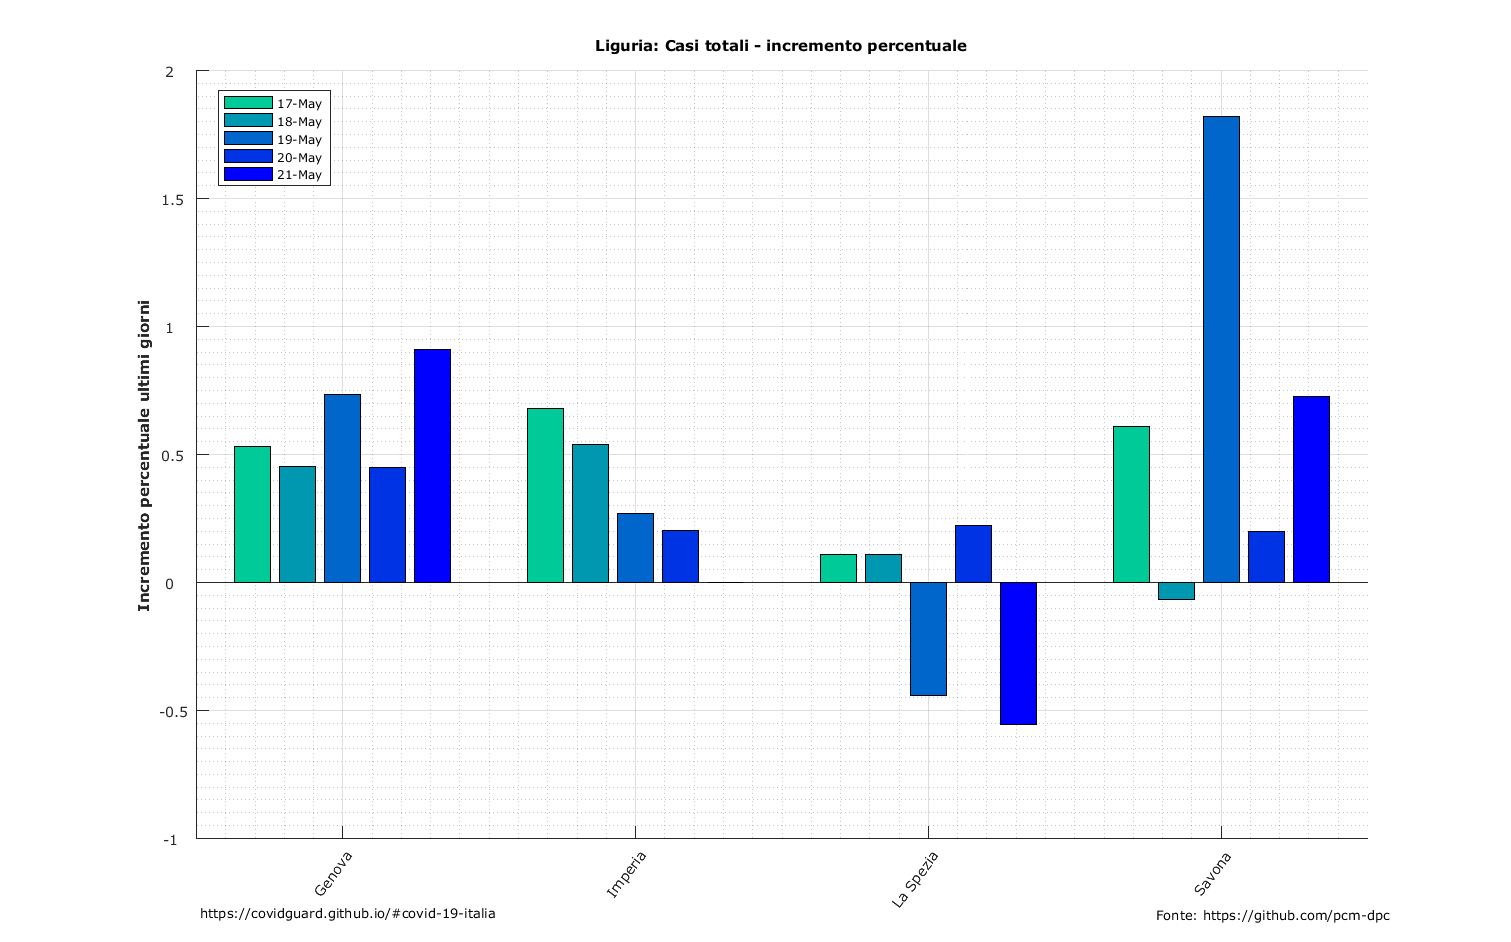 Liguria: Casi totali - incremento percentuale
2
17-May
18-May
19-May
20-May
21-May
1.5
1
0.5
0
-0.5
-1
Incremento percentuale ultimi giorni
Genova
Imperia
La Spezia
Savona
https://covidguard.github.io/#covid-19-italia
Fonte: https://github.com/pcm-dpc